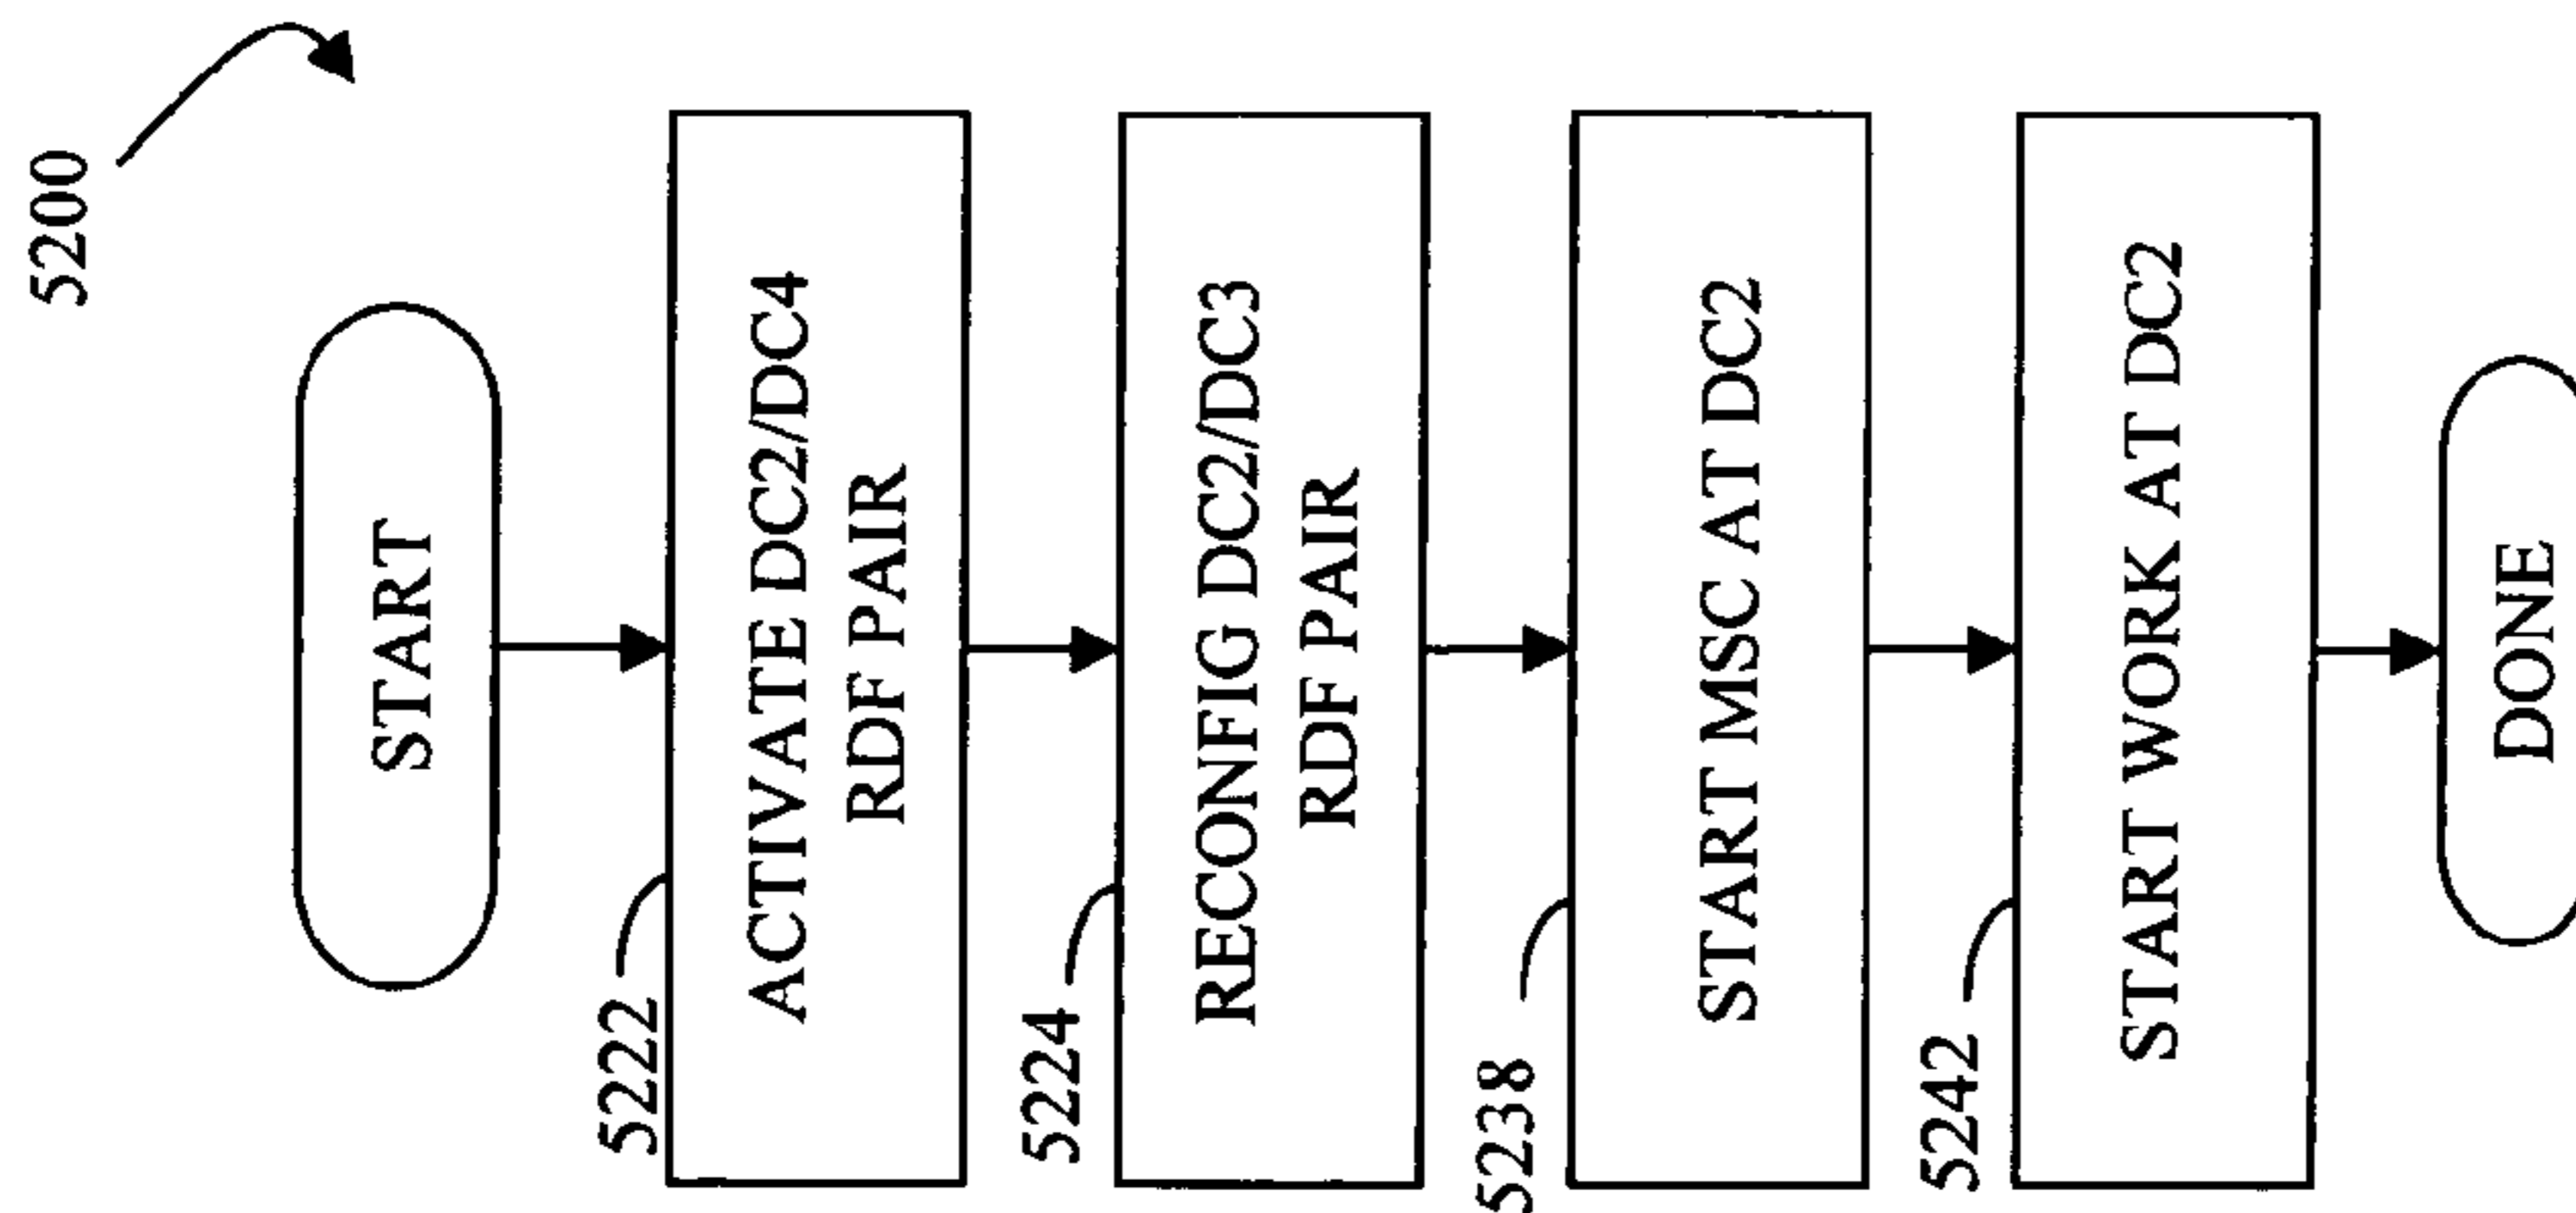 5200
START
5222
ACTIVATE DC2/DC4
RDF PAIR
5224
RECONFIG DC2/DC3
RDF PAIR
5238
START MSC AT DC2
5242
START WORK AT DC2
DONE